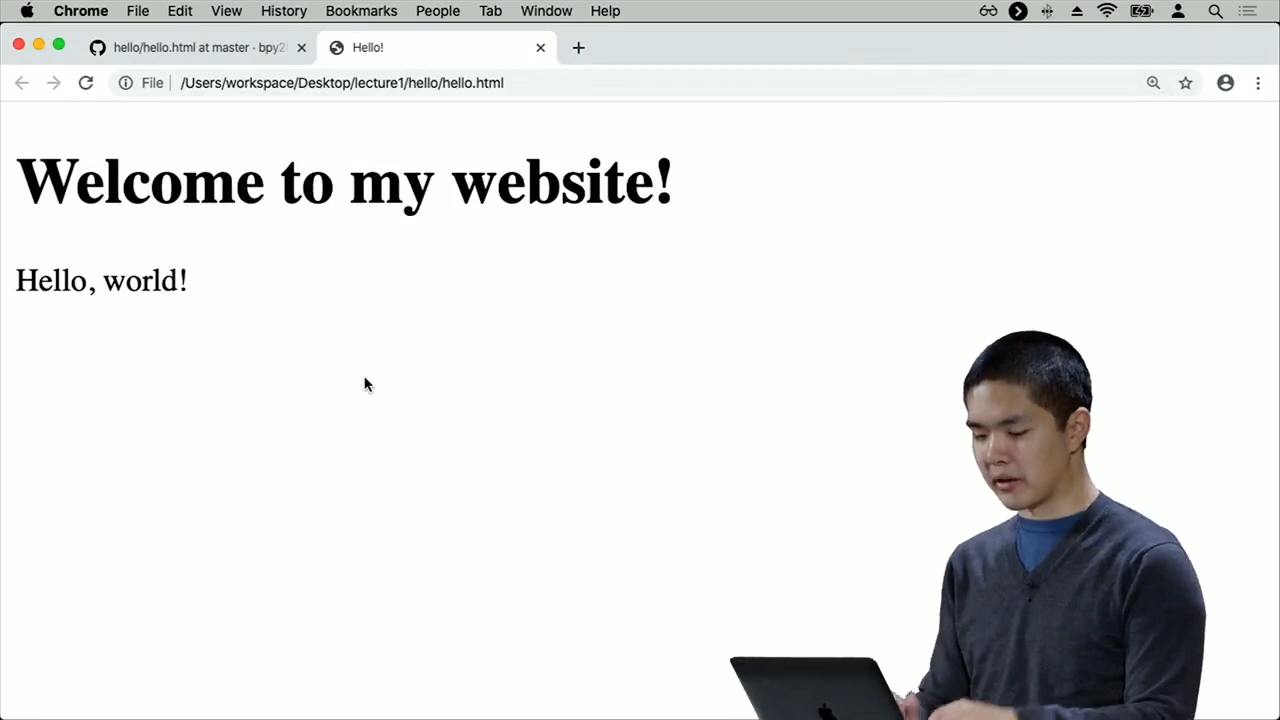 Chrome File Edit View History Bookmarks People Tab Window Help
hello/hello.html at master · bpy2
Hello!
File /Users/workspace/Desktop/lecture1/hello/hello.html
Welcome to my website!
Hello, world!